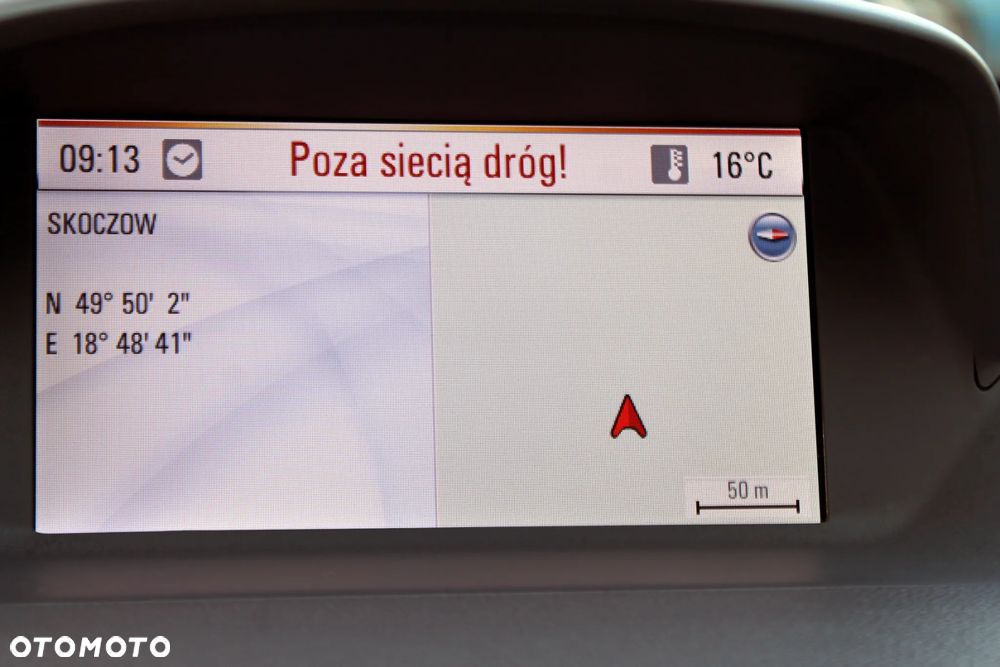 09:13 Poza siecią dróg! 16°C
SKOCZOW
N 49° 50' 2"
E 18° 48' 41"
50 m
OTOMOTO